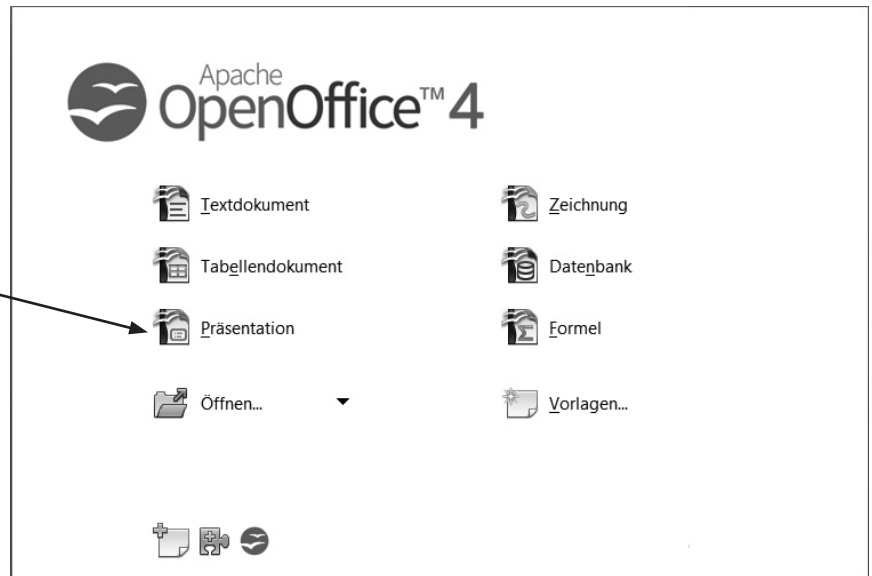 Apache
OpenOffice™ 4
Textdokument
Zeichnung
Tabellendokument
Datenbank
Präsentation
Formel
Öffnen...
Vorlagen...